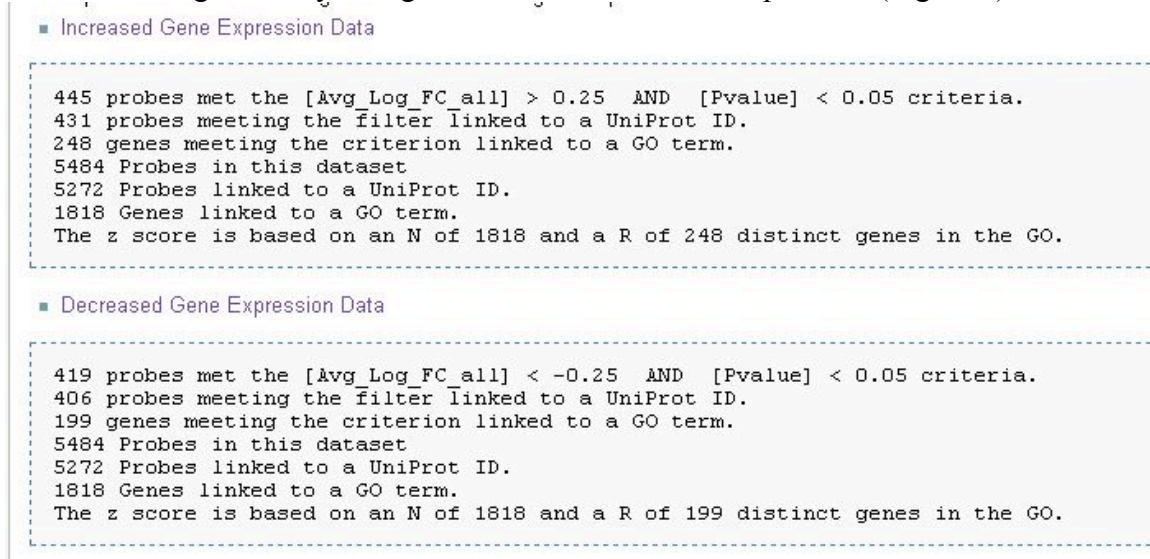 Increased Gene Expression Data
445 probes met the [Avg_Log_FC_all] > 0.25 AND [Pvalue] < 0.05 criteria.
431 probes meeting the filter linked to a UniProt ID.
248 genes meeting the criterion linked to a GO term.
5484 Probes in this dataset
5272 Probes linked to a UniProt ID.
1818 Genes linked to a GO term.
The z score is based on an N of 1818 and a R of 248 distinct genes in the GO.
Decreased Gene Expression Data
419 probes met the [Avg_Log_FC_all] < -0.25 AND [Pvalue] < 0.05 criteria.
406 probes meeting the filter linked to a UniProt ID.
199 genes meeting the criterion linked to a GO term.
5484 Probes in this dataset
5272 Probes linked to a UniProt ID.
1818 Genes linked to a GO term.
The z score is based on an N of 1818 and a R of 199 distinct genes in the GO.